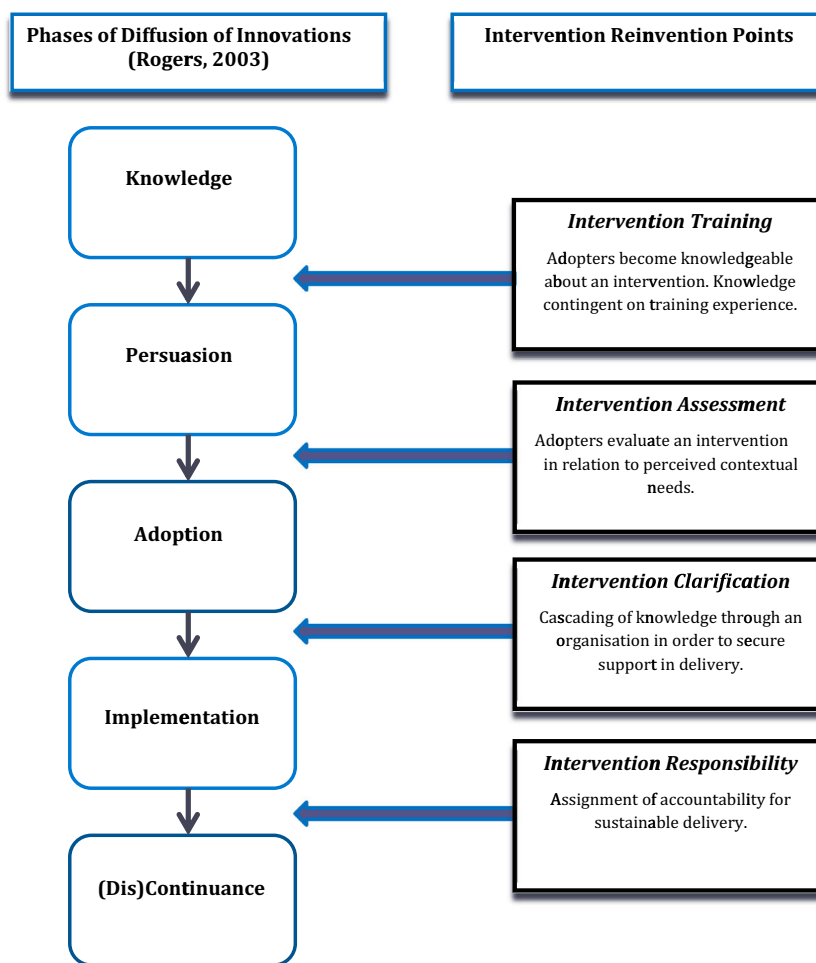 Phases of Diffusion of Innovations
(Rogers, 2003)
Intervention Reinvention Points
Knowledge
Persuasion
Adoption
Implementation
(Dis)Continuance
Intervention Training
Adopters become knowledgeable
about an intervention. Knowledge
contingent on training experience.
Intervention Assessment
Adopters evaluate an intervention
in relation to perceived contextual
needs.
Intervention Clarification
Cascading of knowledge through an
organisation in order to secure
support in delivery.
Intervention Responsibility
Assignment of accountability for
sustainable delivery.